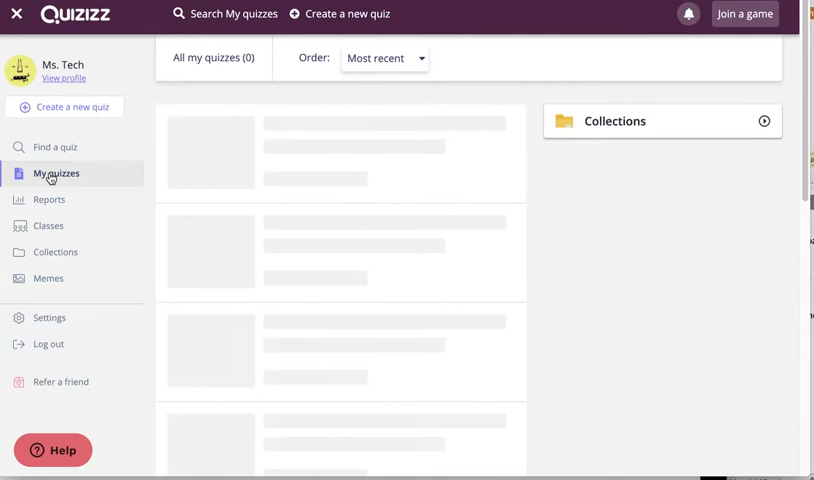 Quizizz
Search My quizzes
Create a new quiz
Join a game
Ms. Tech
View profile
Create a new quiz
Find a quiz
My quizzes
Reports
Classes
Collections
Memes
Settings
Log out
Refer a friend
Help
All my quizzes (0)
Order:
Most recent
Collections